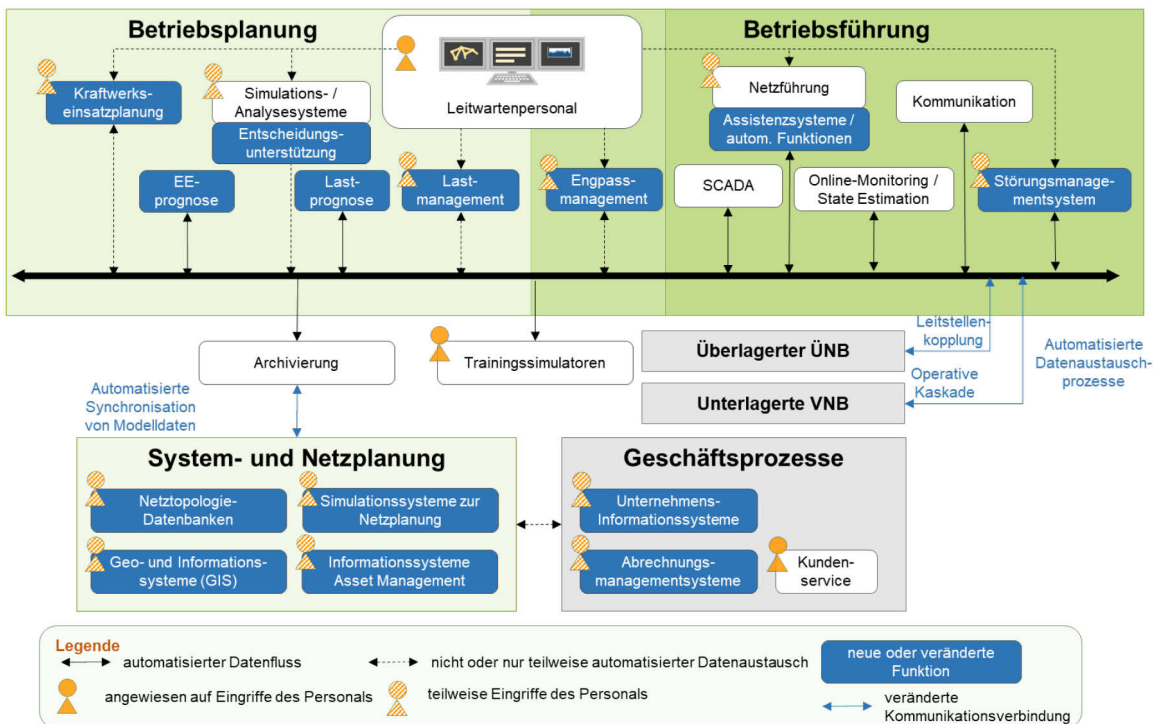 Betriebsplanung
Betriebsführung
Leitwartenpersonal
Kraftwerks-
einsatzplanung
Simulations- /
Analysesysteme
Entscheidungs-
unterstützung
EE-
prognose
Last-
prognose
Last-
management
Engpass-
management
Netzführung
Assistenzsysteme /
autom. Funktionen
Kommunikation
SCADA
Online-Monitoring /
State Estimation
Störungsmanage-
mentsystem
Archivierung
Trainingssimulatoren
Überlagerter ÜNB
Unterlagerte VNB
Leitstellen-
kopplung
Operative
Kaskade
Automatisierte
Datenaustausch-
prozesse
Automatisierte
Synchronisation
von Modelldaten
System- und Netzplanung
Netztopologie-
Datenbanken
Simulationssysteme zur
Netzplanung
Geo- und Informations-
systeme (GIS)
Informationssysteme
Asset Management
Geschäftsprozesse
Unternehmens-
Informationssysteme
Abrechnungs-
managementsysteme
Kunden-
service
Legende
automatisierter Datenfluss
nicht oder nur teilweise automatisierter Datenaustausch
neue oder veränderte
Funktion
angewiesen auf Eingriffe des Personals
teilweise Eingriffe des Personals
veränderte
Kommunikationsverbindung